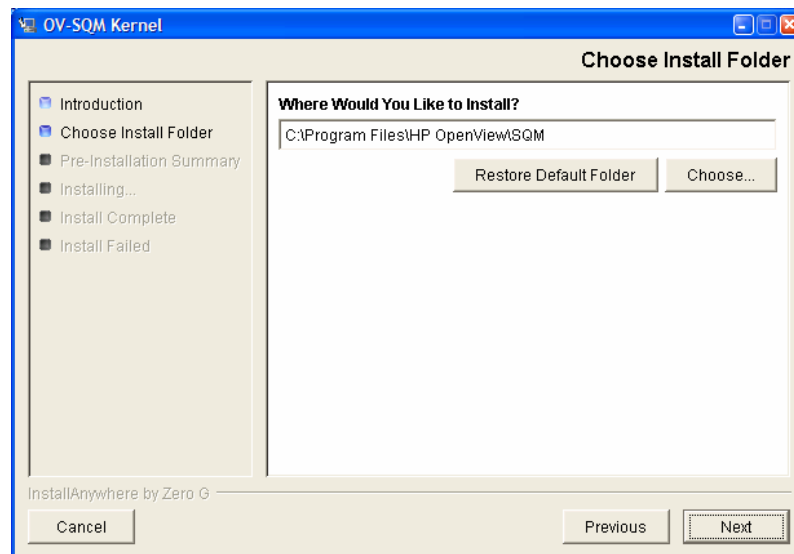 OV-SQM Kernel
Choose Install Folder
Introduction
Choose Install Folder
Pre-Installation Summary
Installing...
Install Complete
Install Failed
Where Would You Like to Install?
C:\Program Files\HP OpenView\SQM
Restore Default Folder
Choose...
InstallAnywhere by Zero G
Cancel
Previous
Next